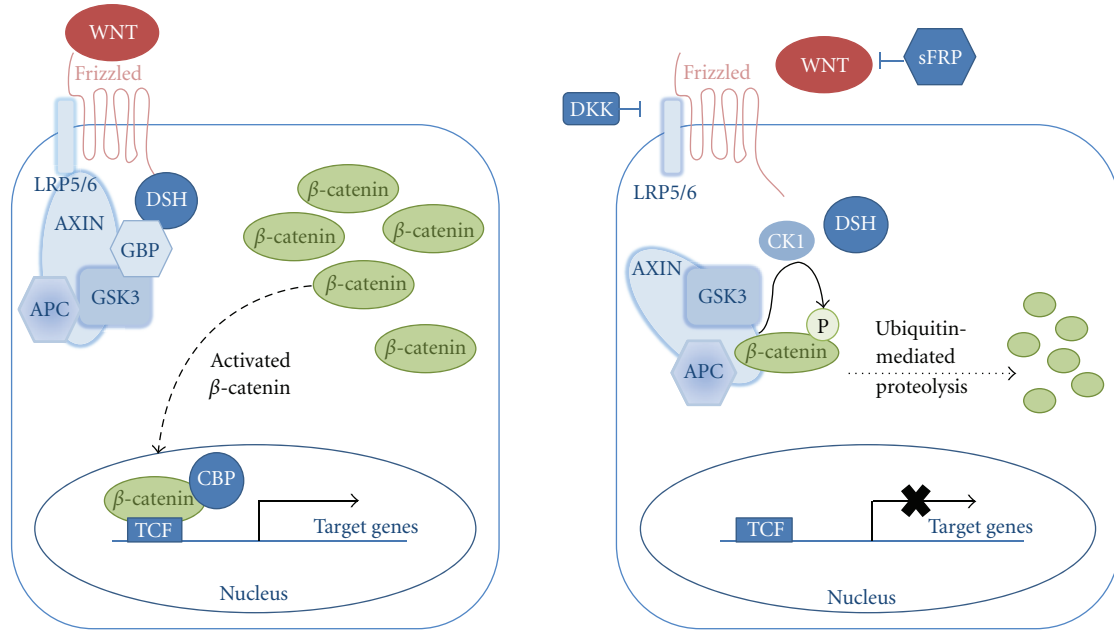 WNT
Frizzled
LRP5/6
DSH
AXIN
GBP
GSK3
APC
β-catenin
β-catenin
β-catenin
β-catenin
β-catenin
Activated
β-catenin
CBP
β-catenin
TCF
Target genes
Nucleus
WNT
sFRP
Frizzled
DKK
LRP5/6
DSH
CK1
AXIN
GSK3
P
β-catenin
APC
Ubiquitin-
mediated
proteolysis
TCF
Target genes
Nucleus